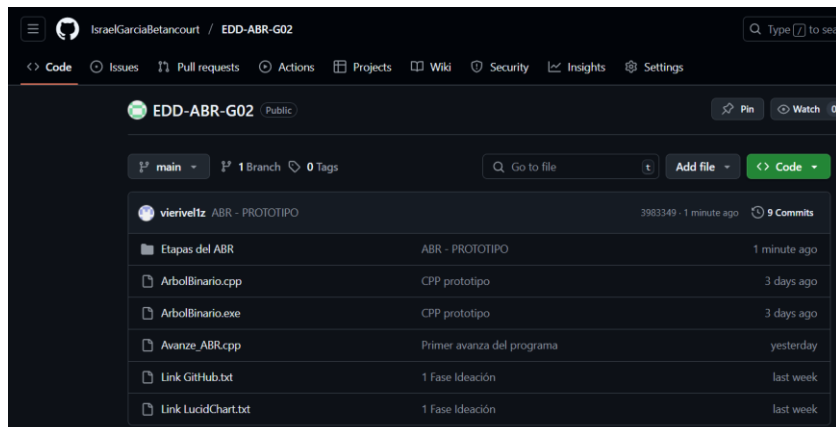 IsraelGarciaBetancourt / EDD-ABR-G02
Type / to sea
<> Code Issues Pull requests Actions Projects Wiki Security Insights Settings
EDD-ABR-G02 Public Pin Watch 0
main 1 Branch 0 Tags Go to file t Add file <> Code
vierivel1z ABR - PROTOTIPO 3983349 · 1 minute ago 9 Commits
Etapas del ABR ABR - PROTOTIPO 1 minute ago
ArbolBinario.cpp CPP prototipo 3 days ago
ArbolBinario.exe CPP prototipo 3 days ago
Avanze_ABR.cpp Primer avanza del programa yesterday
Link GitHub.txt 1 Fase Ideación last week
Link LucidChart.txt 1 Fase Ideación last week